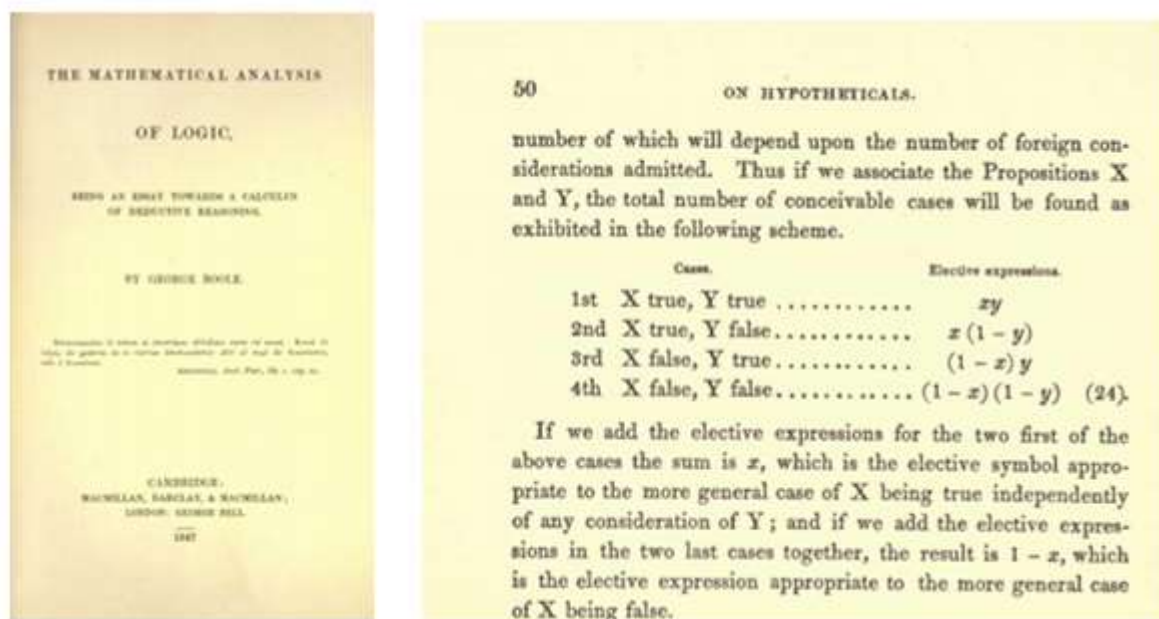 THE MATHEMATICAL ANALYSIS
OF LOGIC,
BEING AN ESSAY TOWARDS A CALCULUS
OF DEDUCTIVE REASONING.
BY GEORGE BOOLE.
CAMBRIDGE:
MACMILLAN, BARCLAY, & MACMILLAN;
LONDON: GEORGE BELL.
1847
50 ON HYPOTHETICALS.
number of which will depend upon the number of foreign con-
siderations admitted. Thus if we associate the Propositions X
and Y, the total number of conceivable cases will be found as
exhibited in the following scheme.
Cases. Elective expressions.
1st X true, Y true ............ xy
2nd X true, Y false............. x (1 − y)
3rd X false, Y true............. (1 − x) y
4th X false, Y false............. (1 − x)(1 − y) (24).
If we add the elective expressions for the two first of the
above cases the sum is x, which is the elective symbol appro-
priate to the more general case of X being true independently
of any consideration of Y; and if we add the elective expres-
sions in the two last cases together, the result is 1 − x, which
is the elective expression appropriate to the more general case
of X being false.